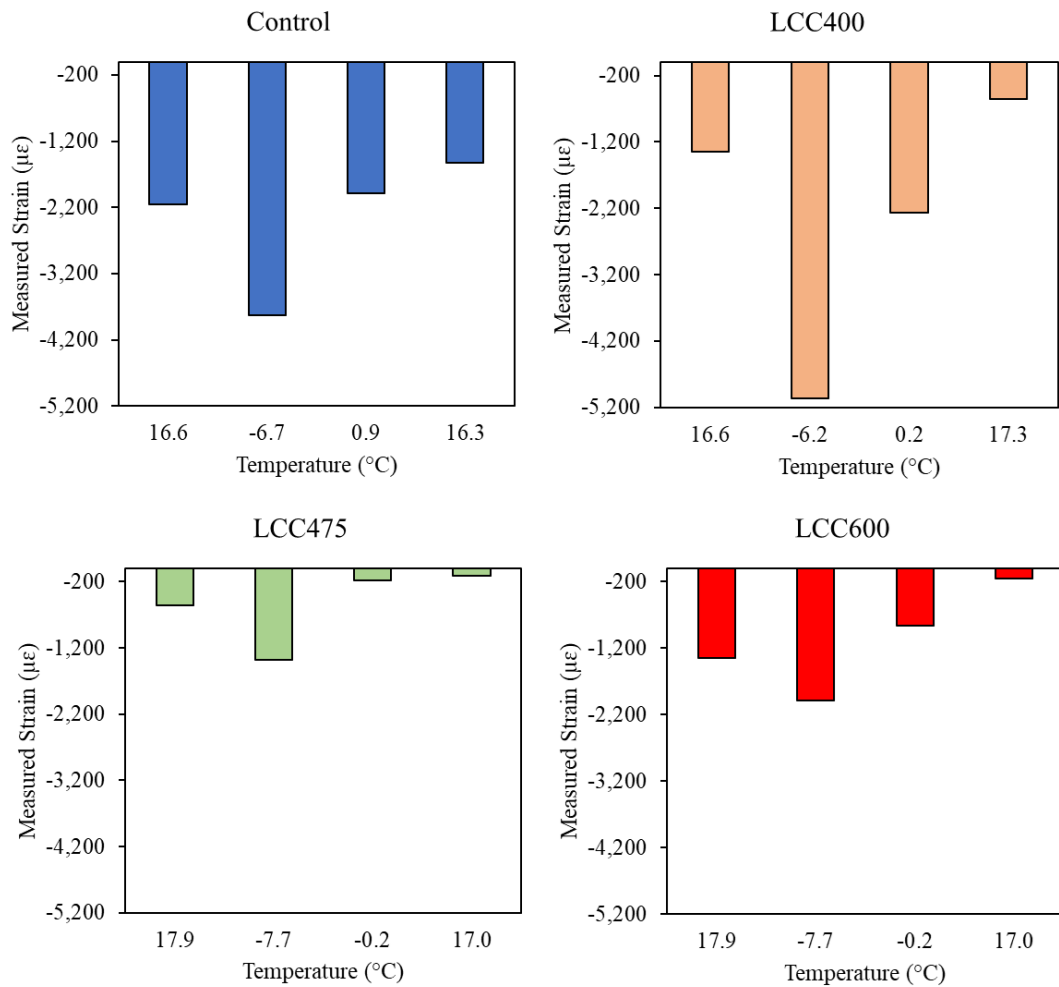 Control
Measured Strain (με)
-200
-1,200
-2,200
-3,200
-4,200
-5,200
16.6 -6.7 0.9 16.3
Temperature (°C)
LCC400
Measured Strain (με)
-200
-1,200
-2,200
-3,200
-4,200
-5,200
16.6 -6.2 0.2 17.3
Temperature (°C)
LCC475
Measured Strain (με)
-200
-1,200
-2,200
-3,200
-4,200
-5,200
17.9 -7.7 -0.2 17.0
Temperature (°C)
LCC600
Measured Strain (με)
-200
-1,200
-2,200
-3,200
-4,200
-5,200
17.9 -7.7 -0.2 17.0
Temperature (°C)